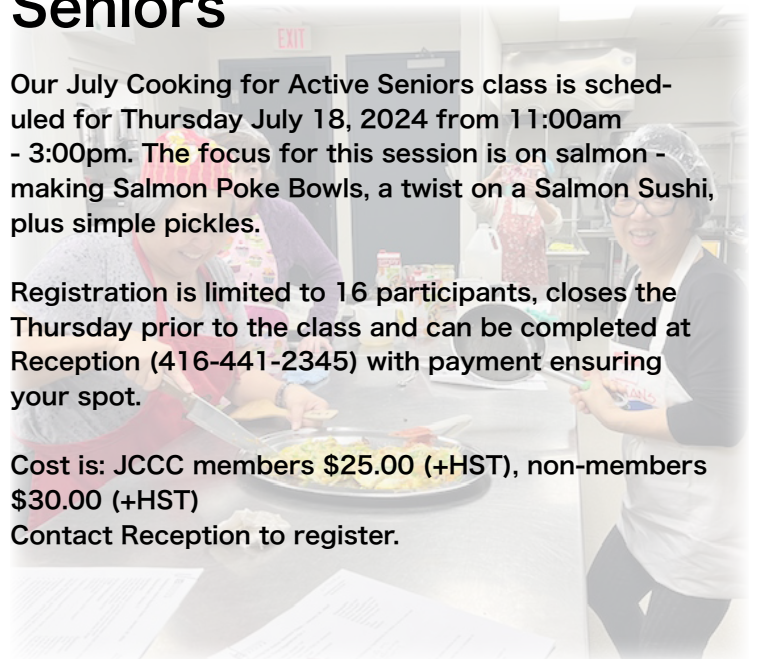 Seniors
EXIT
Our July Cooking for Active Seniors class is sched-
uled for Thursday July 18, 2024 from 11:00am
- 3:00pm. The focus for this session is on salmon -
making Salmon Poke Bowls, a twist on a Salmon Sushi,
plus simple pickles.
Registration is limited to 16 participants, closes the
Thursday prior to the class and can be completed at
Reception (416-441-2345) with payment ensuring
your spot.
Cost is: JCCC members $25.00 (+HST), non-members
$30.00 (+HST)
Contact Reception to register.